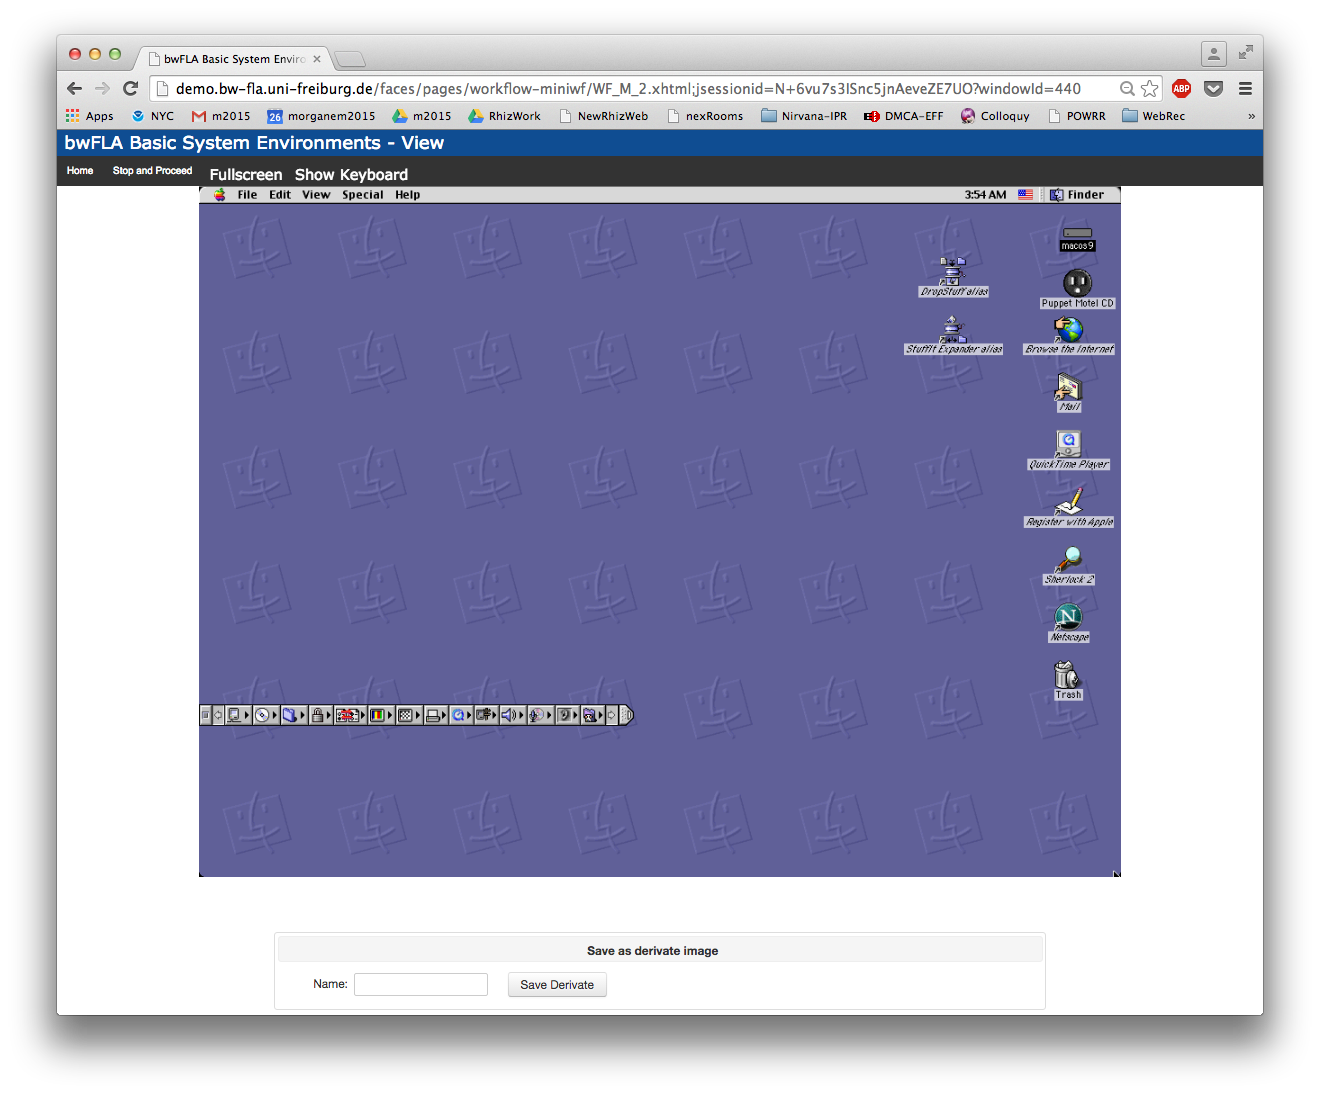 bwFLA Basic System Enviro
demo.bw-fla.uni-freiburg.de/faces/pages/workflow-miniwf/WF_M_2.xhtml;jsessionid=N+6vu7s3lSnc5jnAeveZE7UO?windowId=440
ABP
Apps NYC m2015 26 morganem2015 m2015 RhizWork NewRhizWeb nexRooms Nirvana-IPR DMCA-EFF Colloquy POWRR WebRec »
bwFLA Basic System Environments - View
Home Stop and Proceed Fullscreen Show Keyboard
File Edit View Special Help 3:54 AM Finder
macos9
DropStuff alias
Puppet Motel CD
StuffIt Expander alias
Browse the Internet
Mail
QuickTime Player
Register with Apple
Sherlock 2
N
Netscape
Trash
Save as derivate image
Name: Save Derivate